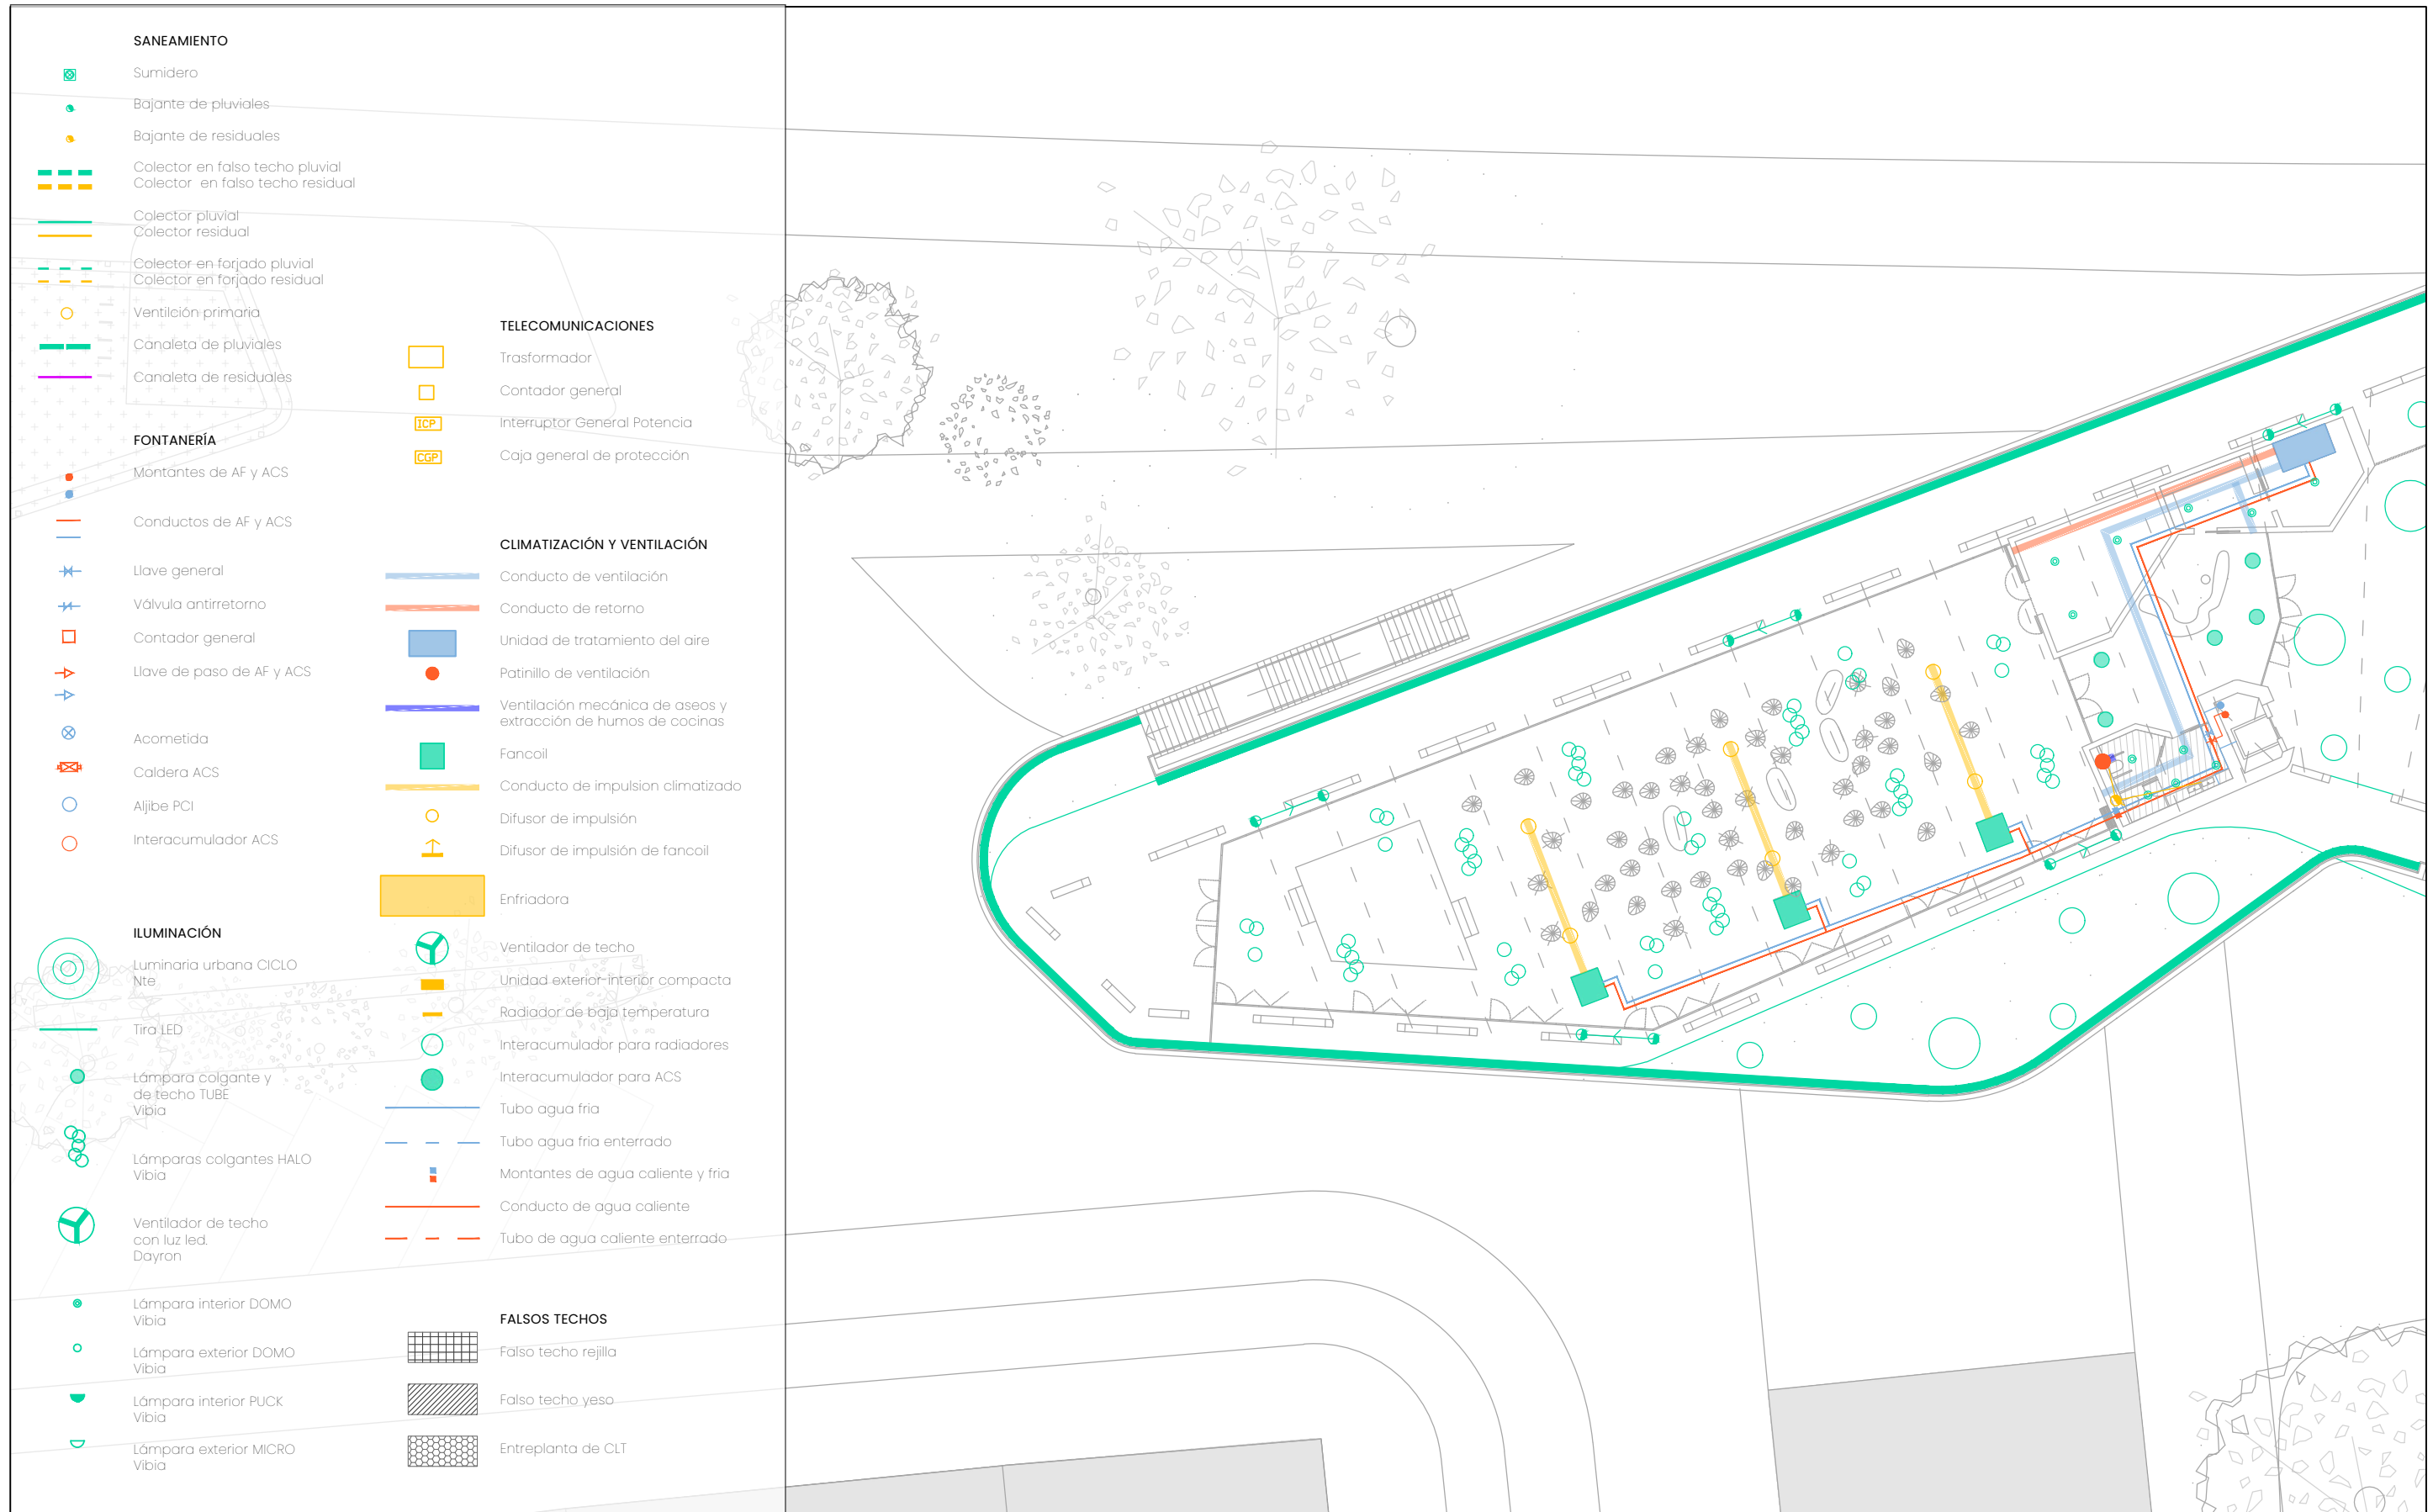 SANEAMIENTO
Sumidero
Bajante de pluviales
Bajante de residuales
Colector en falso techo pluvial
Colector en falso techo residual
Colector pluvial
Colector residual
Colector en forjado pluvial
Colector en forjado residual
Ventilción primaria
Canaleta de pluviales
Canaleta de residuales
FONTANERÍA
Montantes de AF y ACS
Conductos de AF y ACS
Llave general
Válvula antirretorno
Contador general
Llave de paso de AF y ACS
Acometida
Caldera ACS
Aljibe PCI
Interacumulador ACS
ILUMINACIÓN
Luminaria urbana CICLO
Nte
Tira LED
Lámpara colgante y
de techo TUBE
Vibia
Lámparas colgantes HALO
Vibia
Ventilador de techo
con luz led.
Dayron
Lámpara interior DOMO
Vibia
Lámpara exterior DOMO
Vibia
Lámpara interior PUCK
Vibia
Lámpara exterior MICRO
Vibia
TELECOMUNICACIONES
Trasformador
Contador general
ICP Interruptor General Potencia
CGP Caja general de protección
CLIMATIZACIÓN Y VENTILACIÓN
Conducto de ventilación
Conducto de retorno
Unidad de tratamiento del aire
Patinillo de ventilación
Ventilación mecánica de aseos y
extracción de humos de cocinas
Fancoil
Conducto de impulsion climatizado
Difusor de impulsión
Difusor de impulsión de fancoil
Enfriadora
Ventilador de techo
Unidad exterior-interior compacta
Radiador de baja temperatura
Interacumulador para radiadores
Interacumulador para ACS
Tubo agua fria
Tubo agua fria enterrado
Montantes de agua caliente y fria
Conducto de agua caliente
Tubo de agua caliente enterrado
FALSOS TECHOS
Falso techo rejilla
Falso techo yeso
Entreplanta de CLT